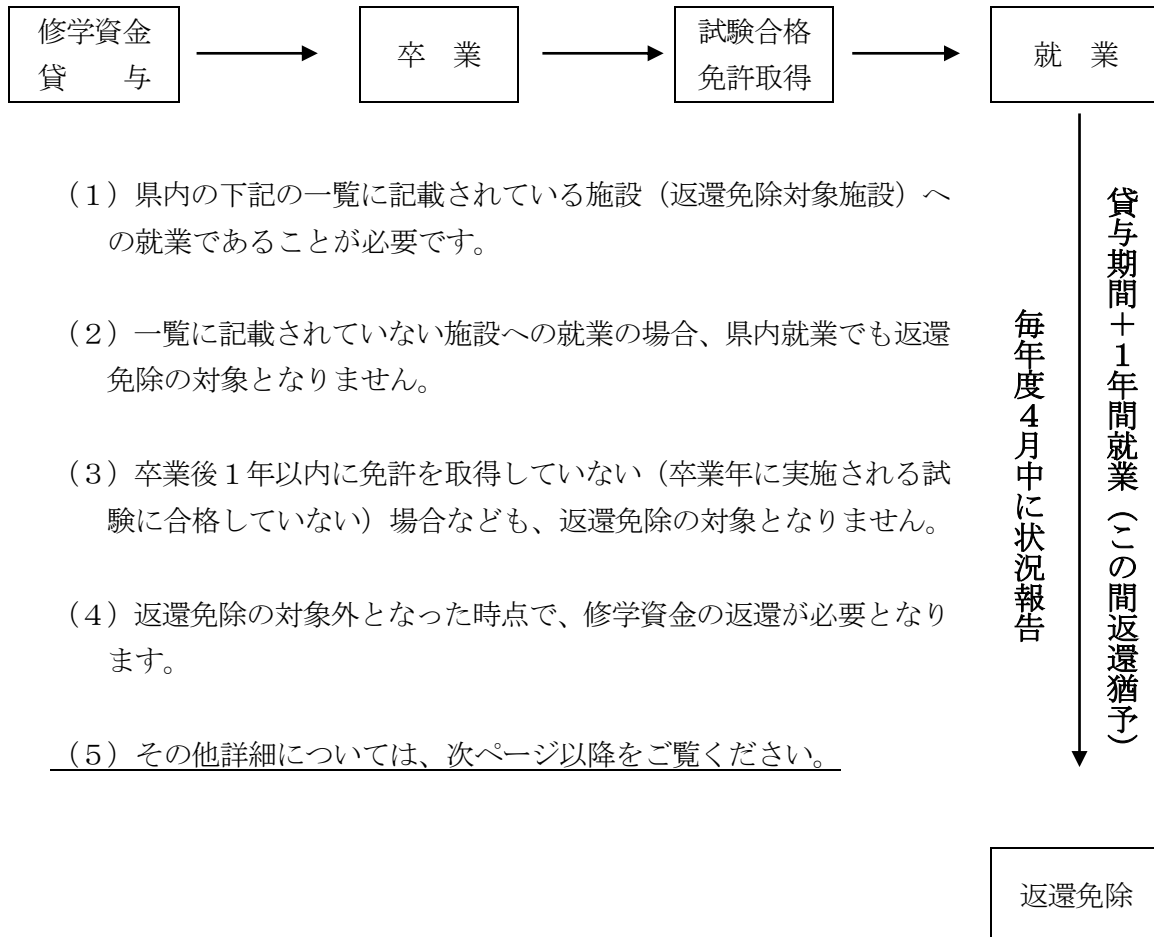 修学資金
貸　　与
卒　業
試験合格
免許取得
就　業
（１）県内の下記の一覧に記載されている施設（返還免除対象施設）へ
の就業であることが必要です。
（２）一覧に記載されていない施設への就業の場合、県内就業でも返還
免除の対象となりません。
（３）卒業後１年以内に免許を取得していない（卒業年に実施される試
験に合格していない）場合なども、返還免除の対象となりません。
（４）返還免除の対象外となった時点で、修学資金の返還が必要となり
ます。
（５）その他詳細については、次ページ以降をご覧ください。
貸与期間＋１年間就業（この間返還猶予）
毎年度４月中に状況報告
返還免除